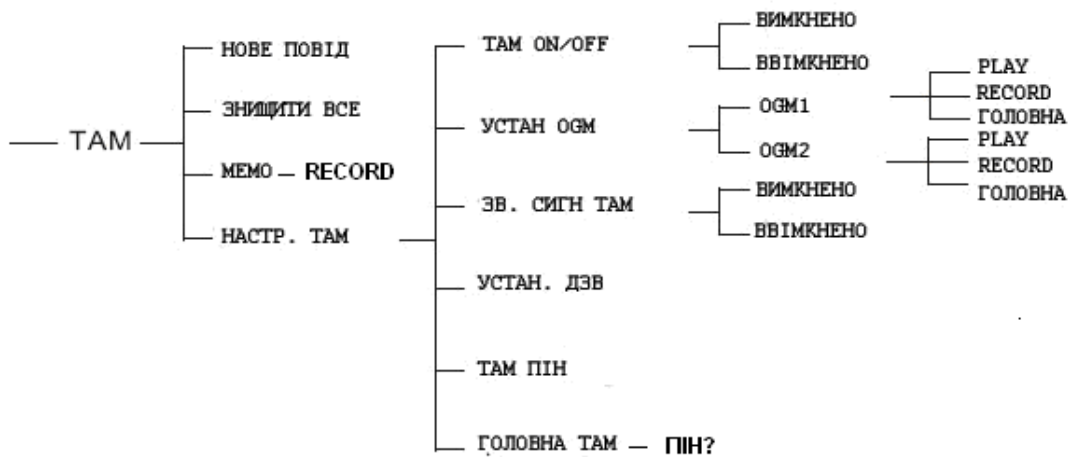 ТАМ
НОВЕ ПОВІД
ЗНИЩИТИ ВСЕ
МЕМО RECORD
НАСТР. ТАМ
ТАМ ON/OFF
ВИМКНЕНО
ВВІМКНЕНО
УСТАН OGM
OGM1
PLAY
RECORD
ГОЛОВНА
OGM2
PLAY
RECORD
ГОЛОВНА
ЗВ. СИГН ТАМ
ВИМКНЕНО
ВВІМКНЕНО
УСТАН. ДЗВ
ТАМ ПІН
ГОЛОВНА ТАМ ПІН?